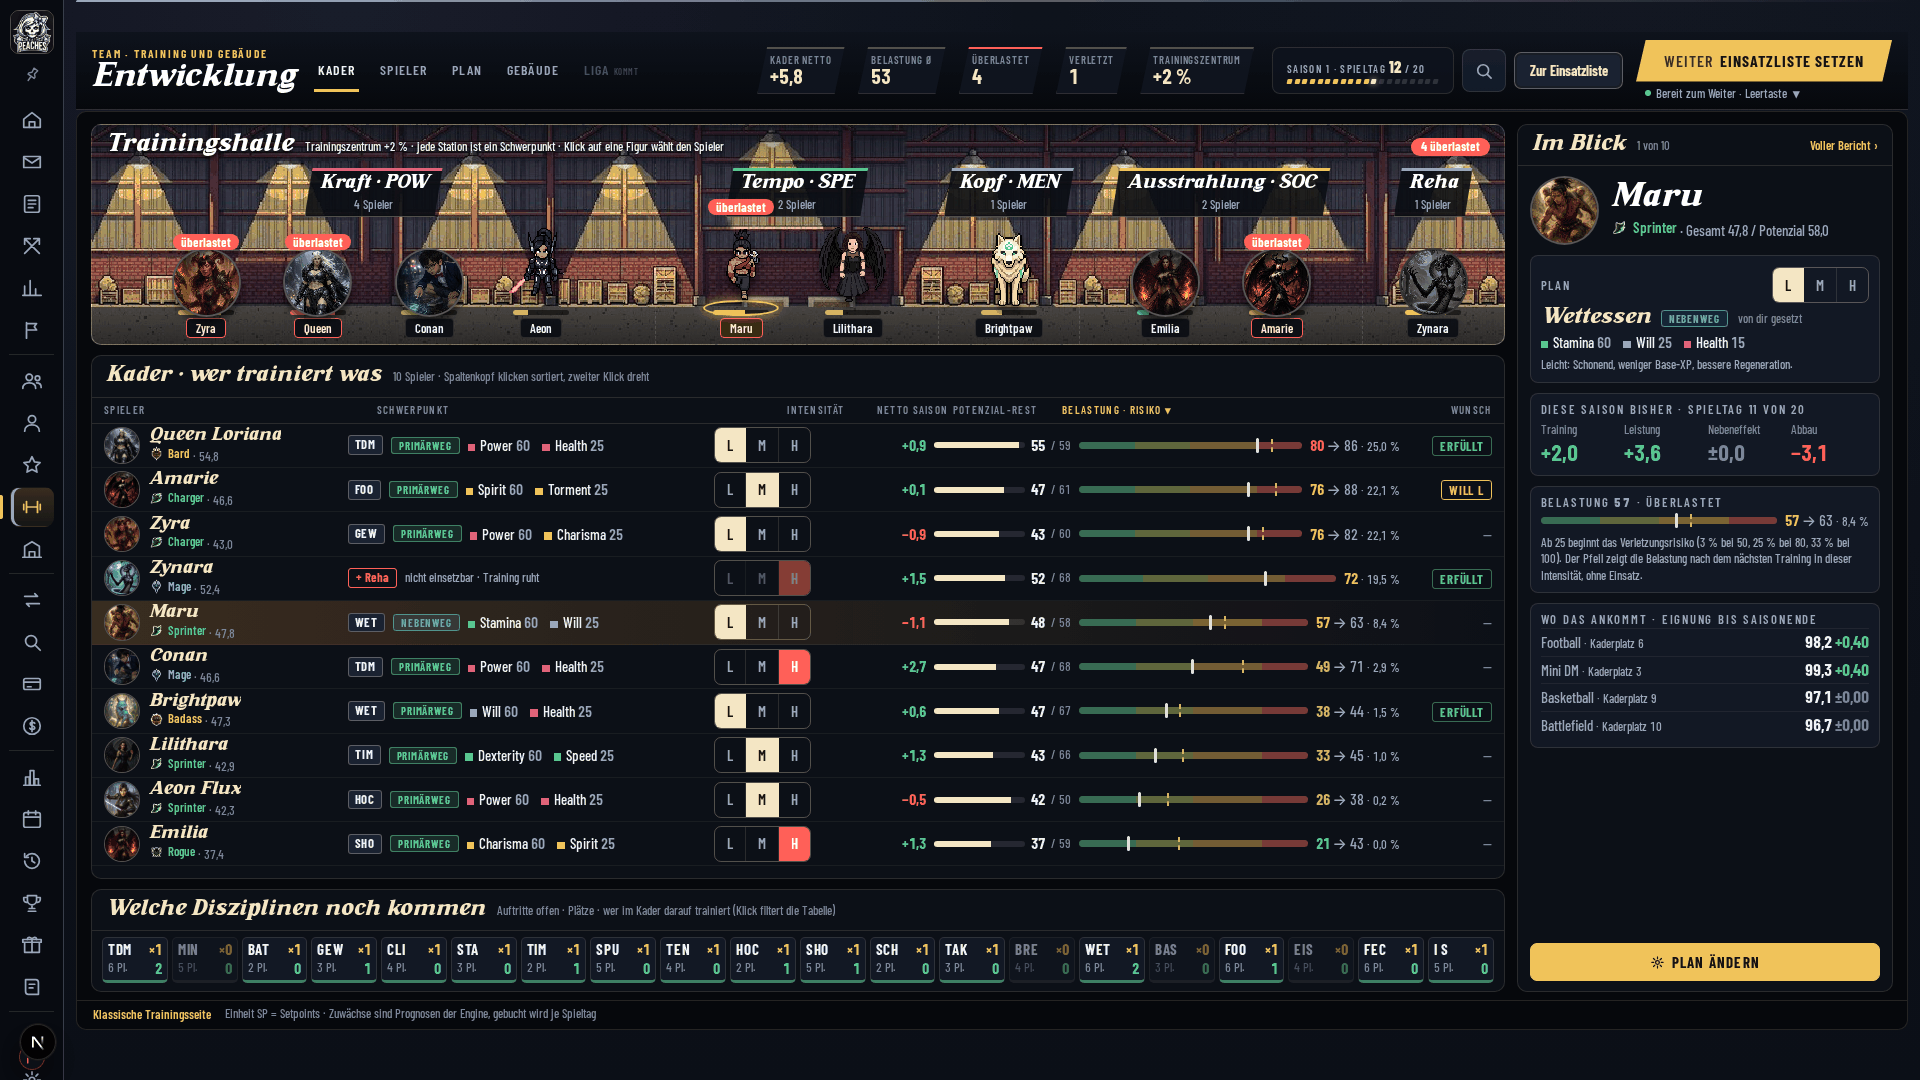 PEACHES
TEAM · TRAINING UND GEBÄUDE
Entwicklung
KADER SPIELER PLAN GEBÄUDE LIGA KOMMT
KADER NETTO
+5,8
BELASTUNG Ø
53
ÜBERLASTET
4
VERLETZT
1
TRAININGSZENTRUM
+2 %
SAISON 1 · SPIELTAG 12 / 20
Zur Einsatzliste
WEITER EINSATZLISTE SETZEN
Bereit zum Weiter · Leertaste ▼
Trainingshalle Trainingszentrum +2 % · jede Station ist ein Schwerpunkt · Klick auf eine Figur wählt den Spieler
4 überlastet
Kraft · POW
4 Spieler
Tempo · SPE
2 Spieler
Kopf · MEN
1 Spieler
Ausstrahlung · SOC
2 Spieler
Reha
1 Spieler
überlastet
überlastet
überlastet
überlastet
Zyra Queen Conan Aeon Maru Lilithara Brightpaw Emilia Amarie Zynara
Kader · wer trainiert was 10 Spieler · Spaltenkopf klicken sortiert, zweiter Klick dreht
SPIELER SCHWERPUNKT INTENSITÄT NETTO SAISON POTENZIAL-REST BELASTUNG · RISIKO ▼ WUNSCH
Queen Loriana
Bard · 54,8
TDM PRIMÄRWEG Power 60 Health 25 L M H +0,9 55 / 59 80 → 86 · 25,0 % ERFÜLLT
Amarie
Charger · 46,6
FOO PRIMÄRWEG Spirit 60 Torment 25 L M H +0,1 47 / 61 76 → 88 · 22,1 % WILL L
Zyra
Charger · 43,0
GEW PRIMÄRWEG Power 60 Charisma 25 L M H −0,9 43 / 60 76 → 82 · 22,1 % –
Zynara
Mage · 52,4
+ Reha nicht einsetzbar · Training ruht L M H +1,5 52 / 68 72 · 19,5 % ERFÜLLT
Maru
Sprinter · 47,8
WET NEBENWEG Stamina 60 Will 25 L M H −1,1 48 / 58 57 → 63 · 8,4 % –
Conan
Mage · 46,6
TDM PRIMÄRWEG Power 60 Health 25 L M H +2,7 47 / 68 49 → 71 · 2,9 % –
Brightpaw
Badass · 47,3
WET PRIMÄRWEG Will 60 Health 25 L M H +0,6 47 / 67 38 → 44 · 1,5 % ERFÜLLT
Lilithara
Sprinter · 42,9
TIM PRIMÄRWEG Dexterity 60 Speed 25 L M H +1,3 43 / 66 33 → 45 · 1,0 % –
Aeon Flux
Sprinter · 42,3
HOC PRIMÄRWEG Power 60 Health 25 L M H −0,5 42 / 50 26 → 38 · 0,2 % –
Emilia
Rogue · 37,4
SHO PRIMÄRWEG Charisma 60 Spirit 25 L M H +1,3 37 / 59 21 → 43 · 0,0 % –
Welche Disziplinen noch kommen Auftritte offen · Plätze · wer im Kader darauf trainiert (Klick filtert die Tabelle)
TDM ×1 MIN ×0 BAT ×1 GEW ×1 CLI ×1 STA ×1 TIM ×1 SPU ×1 TEN ×1 HOC ×1 SHO ×1 SCH ×1 TAK ×1 BRE ×0 WET ×1 BAS ×0 FOO ×1 EIS ×0 FEC ×1 I S ×1
6 Pl. 2 5 Pl. 0 2 Pl. 0 3 Pl. 1 4 Pl. 0 3 Pl. 0 2 Pl. 1 5 Pl. 0 4 Pl. 0 2 Pl. 1 5 Pl. 1 2 Pl. 0 3 Pl. 0 4 Pl. 0 6 Pl. 2 3 Pl. 0 6 Pl. 1 4 Pl. 0 6 Pl. 0 5 Pl. 0
Klassische Trainingsseite Einheit SP = Setpoints · Zuwächse sind Prognosen der Engine, gebucht wird je Spieltag
Im Blick 1 von 10 Voller Bericht ›
Maru
Sprinter · Gesamt 47,8 / Potenzial 58,0
PLAN L M H
Wettessen NEBENWEG von dir gesetzt
Stamina 60 Will 25 Health 15
Leicht: Schonend, weniger Base-XP, bessere Regeneration.
DIESE SAISON BISHER · SPIELTAG 11 VON 20
Training Leistung Nebeneffekt Abbau
+2,0 +3,6 ±0,0 −3,1
BELASTUNG 57 · ÜBERLASTET
57 → 63 · 8,4 %
Ab 25 beginnt das Verletzungsrisiko (3 % bei 50, 25 % bei 80, 33 % bei
100). Der Pfeil zeigt die Belastung nach dem nächsten Training in dieser
Intensität, ohne Einsatz.
WO DAS ANKOMMT · EIGNUNG BIS SAISONENDE
Football · Kaderplatz 6 98,2 +0,40
Mini DM · Kaderplatz 3 99,3 +0,40
Basketball · Kaderplatz 9 97,1 ±0,00
Battlefield · Kaderplatz 10 96,7 ±0,00
PLAN ÄNDERN
N